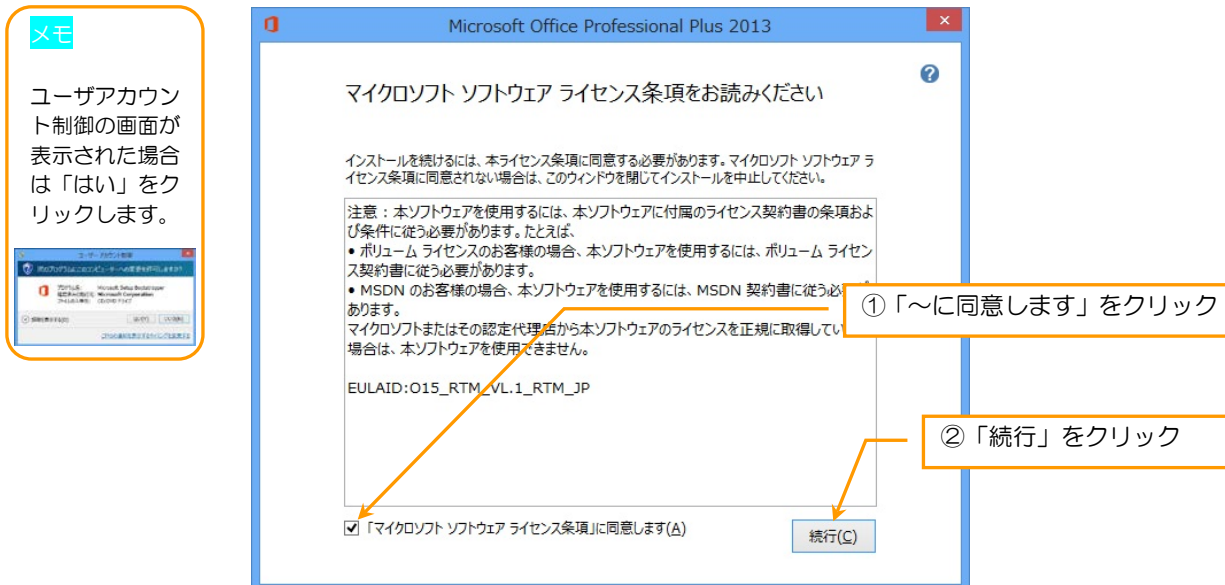 メモ
ユーザアカウン
ト制御の画面が
表示された場合
は「はい」をク
リックします。
Microsoft Office Professional Plus 2013
マイクロソフト ソフトウェア ライセンス条項をお読みください
インストールを続けるには、本ライセンス条項に同意する必要があります。マイクロソフト ソフトウェア ラ
イセンス条項に同意されない場合は、このウィンドウを閉じてインストールを中止してください。
注意：本ソフトウェアを使用するには、本ソフトウェアに付属のライセンス契約書の条項およ
び条件に従う必要があります。たとえば、
• ボリューム ライセンスのお客様の場合、本ソフトウェアを使用するには、ボリューム ライセン
ス契約書に従う必要があります。
• MSDN のお客様の場合、本ソフトウェアを使用するには、MSDN 契約書に従う必
あります。
マイクロソフトまたはその認定代理店から本ソフトウェアのライセンスを正規に取得してい
場合は、本ソフトウェアを使用できません。
EULAID:O15_RTM_VL.1_RTM_JP
「マイクロソフト ソフトウェア ライセンス条項」に同意します(A)
続行(C)
①「～に同意します」をクリック
②「続行」をクリック